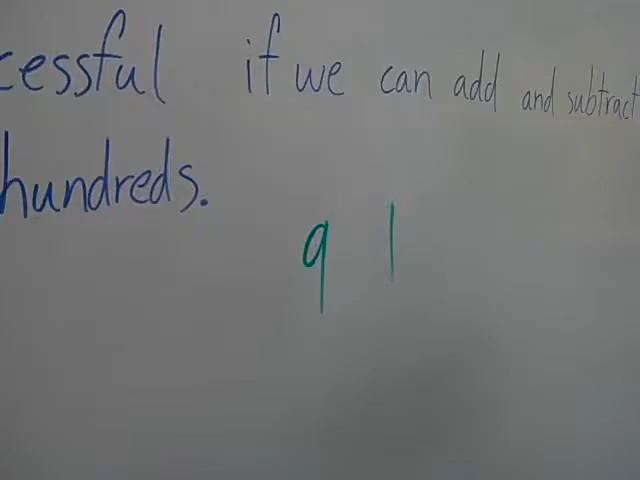 cessful if we can add and subtract
hundreds.
9 1